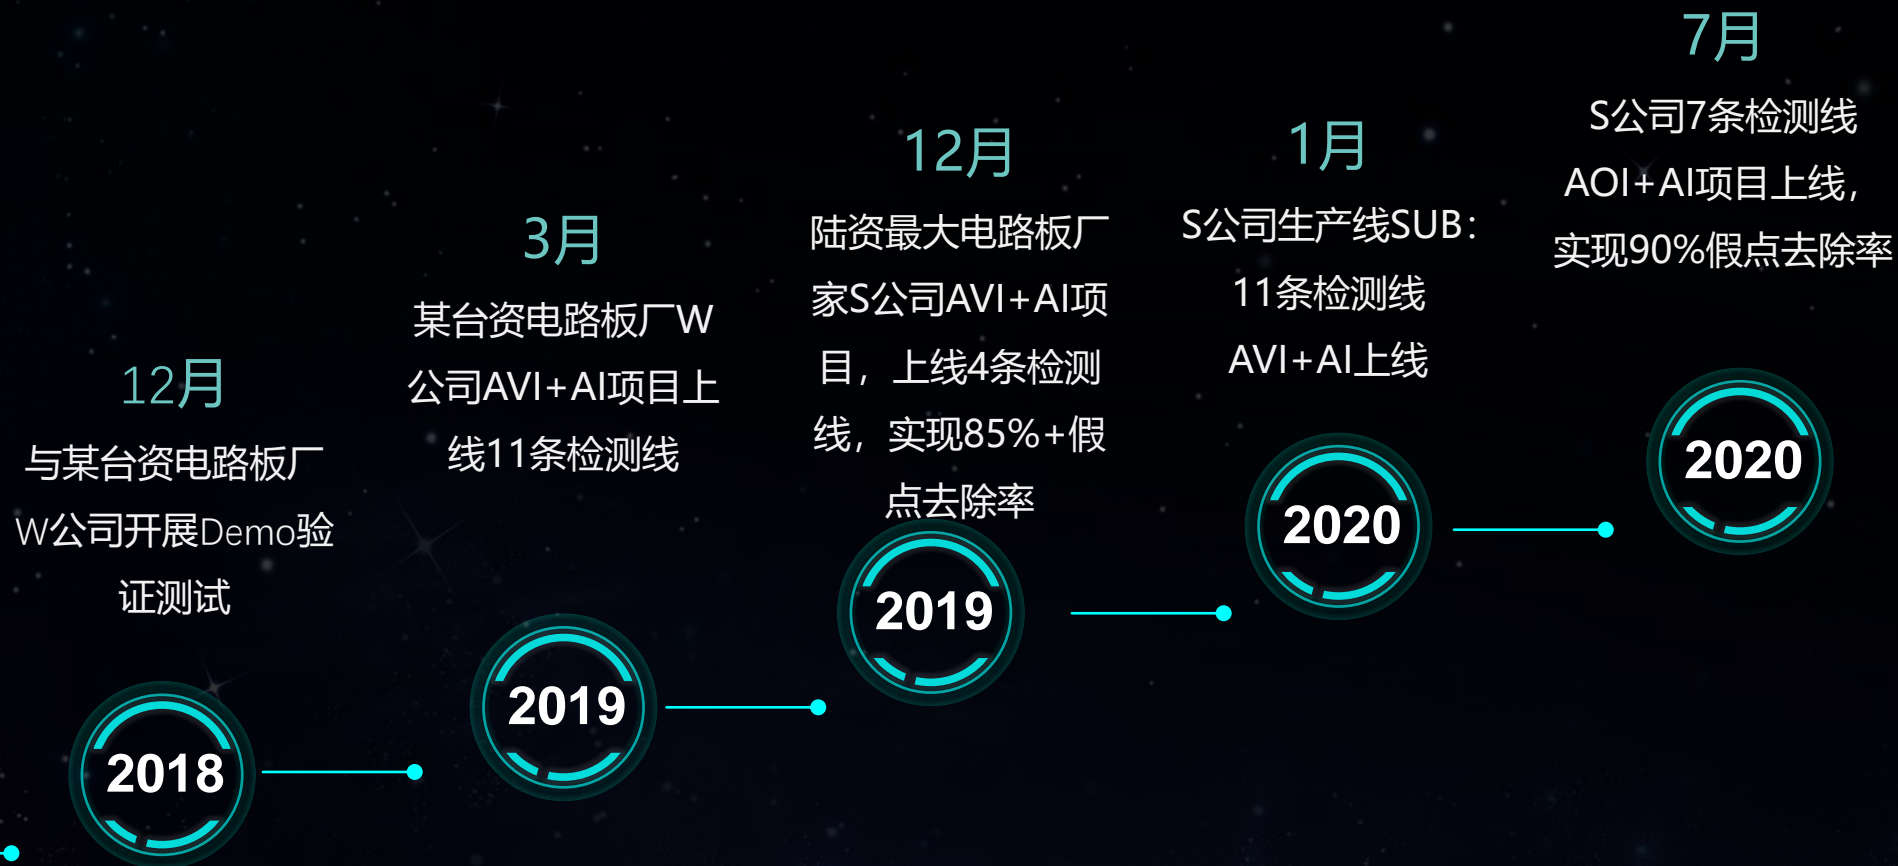 12月
与某台资电路板厂
W公司开展Demo验
证测试
2018
3月
某台资电路板厂W
公司AVI+AI项目上
线11条检测线
2019
12月
陆资最大电路板厂
家S公司AVI+AI项
目，上线4条检测
线，实现85%+假
点去除率
2019
1月
S公司生产线SUB：
11条检测线
AVI+AI上线
2020
7月
S公司7条检测线
AOI+AI项目上线，
实现90%假点去除率
2020